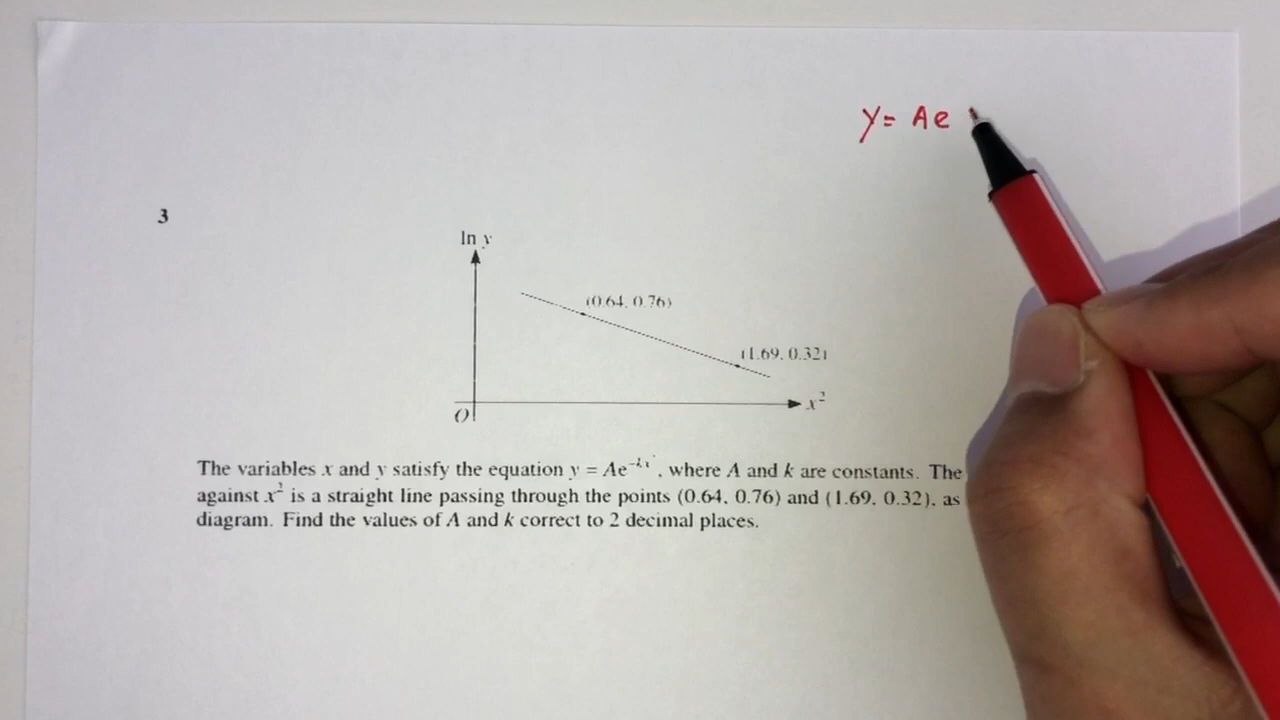 y= Ae
3
ln y
(0.64, 0.76)
(1.69, 0.32)
O
x²
The variables x and y satisfy the equation y = Ae^{-kx²}, where A and k are constants. The
against x² is a straight line passing through the points (0.64, 0.76) and (1.69, 0.32), as
diagram. Find the values of A and k correct to 2 decimal places.